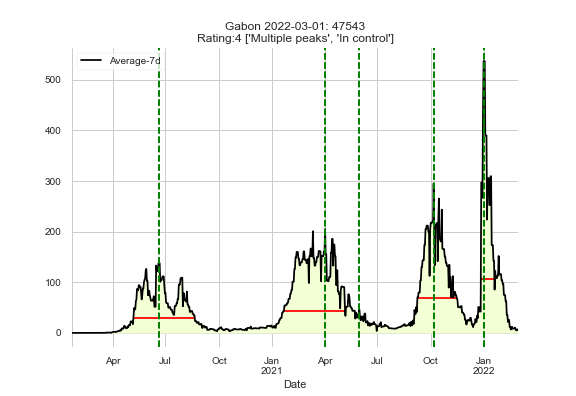 Gabon 2022-03-01: 47543
Rating:4 ['Multiple peaks', 'In control']
Average-7d
500
400
300
200
100
0
Apr Jul Oct Jan Apr Jul Oct Jan
2021 2022
Date